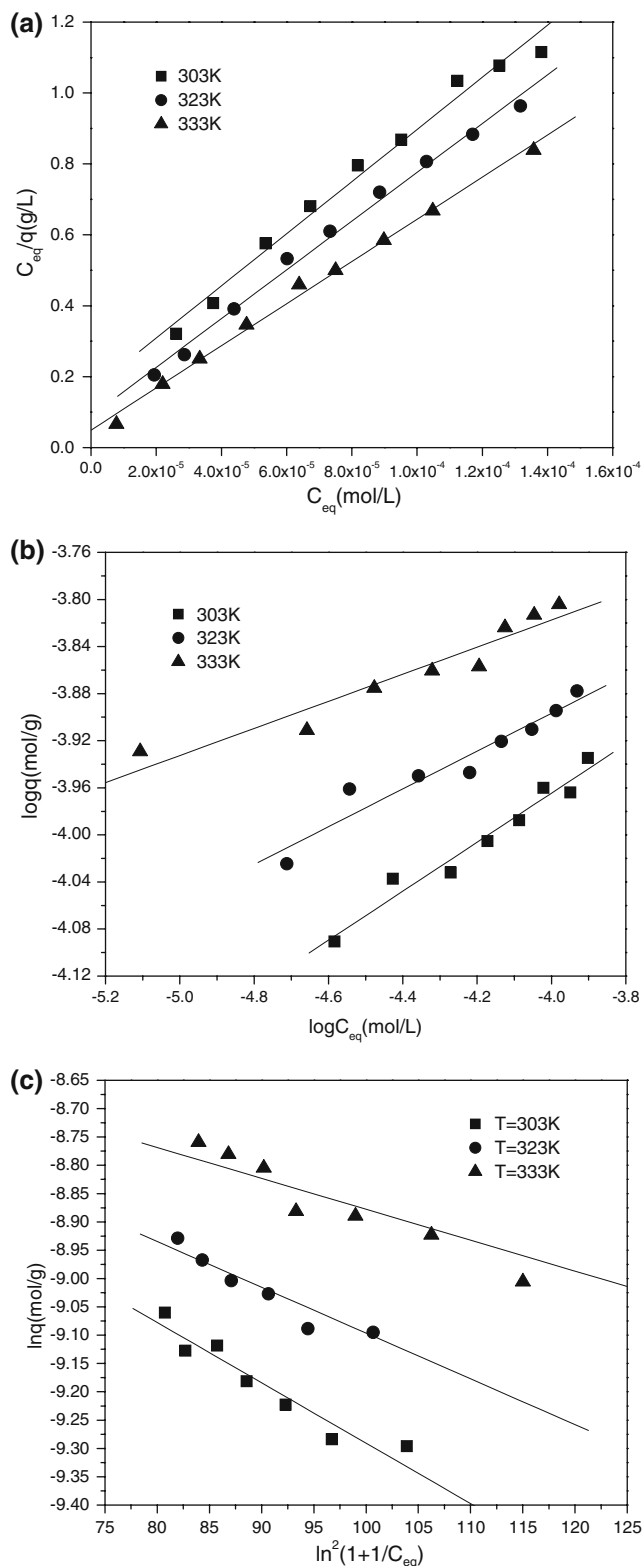 (a)
1.2
1.0
0.8
0.6
0.4
0.2
0.0
C_eq/q(g/L)
303K
323K
333K
0.0 2.0x10^-5 4.0x10^-5 6.0x10^-5 8.0x10^-5 1.0x10^-4 1.2x10^-4 1.4x10^-4 1.6x10^-4
C_eq(mol/L)
(b)
-3.76
-3.80
-3.84
-3.88
-3.92
-3.96
-4.00
-4.04
-4.08
-4.12
logq(mol/g)
303K
323K
333K
-5.2 -5.0 -4.8 -4.6 -4.4 -4.2 -4.0 -3.8
logC_eq(mol/L)
(c)
-8.65
-8.70
-8.75
-8.80
-8.85
-8.90
-8.95
-9.00
-9.05
-9.10
-9.15
-9.20
-9.25
-9.30
-9.35
-9.40
lnq(mol/g)
T=303K
T=323K
T=333K
75 80 85 90 95 100 105 110 115 120 125
ln^2(1+1/C_eq)